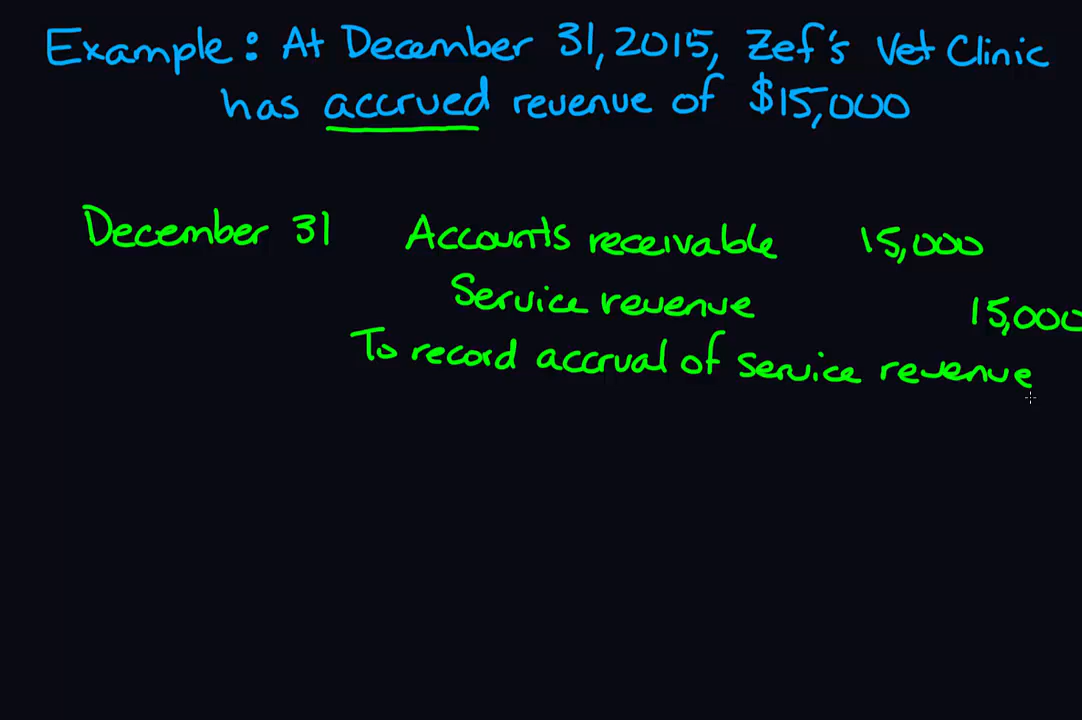 Example: At December 31, 2015, Zef's Vet Clinic
has accrued revenue of $15,000
December 31 Accounts receivable 15,000
Service revenue 15,000
To record accrual of service revenue